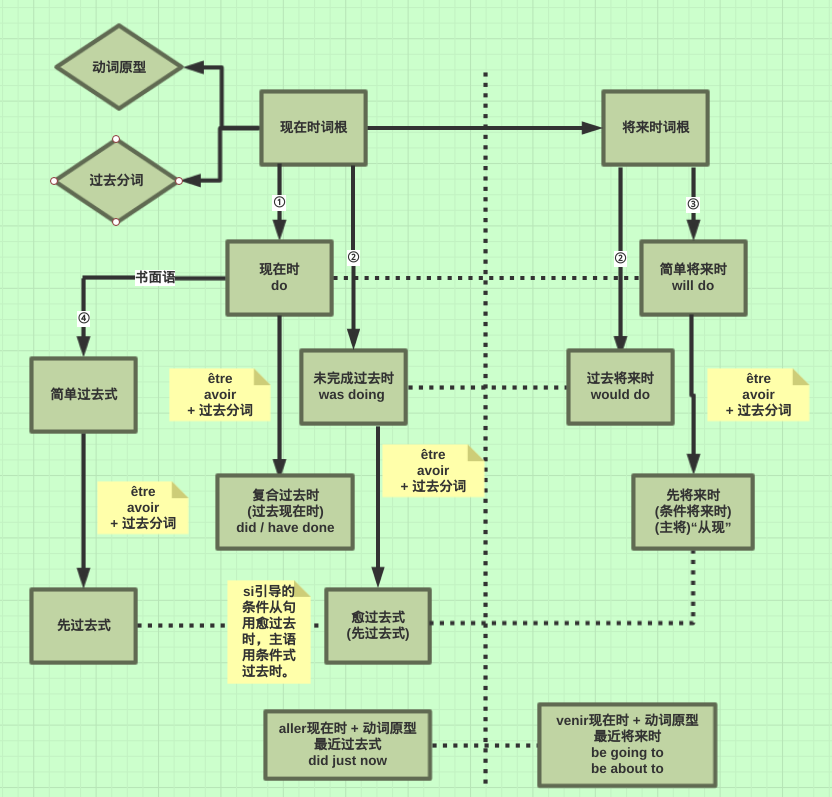 动词原型
现在时词根
将来时词根
过去分词
①
③
现在时
do
②
②
简单将来时
will do
书面语
④
简单过去式
être
avoir
+ 过去分词
未完成过去时
was doing
过去将来时
would do
être
avoir
+ 过去分词
être
avoir
+ 过去分词
être
avoir
+ 过去分词
复合过去时
(过去现在时)
did / have done
先将来时
(条件将来时)
(主将)“从现”
先过去式
si引导的
条件从句
用愈过去
时，主语
用条件式
过去时。
愈过去式
(先过去式)
aller现在时 + 动词原型
最近过去式
did just now
venir现在时 + 动词原型
最近将来时
be going to
be about to